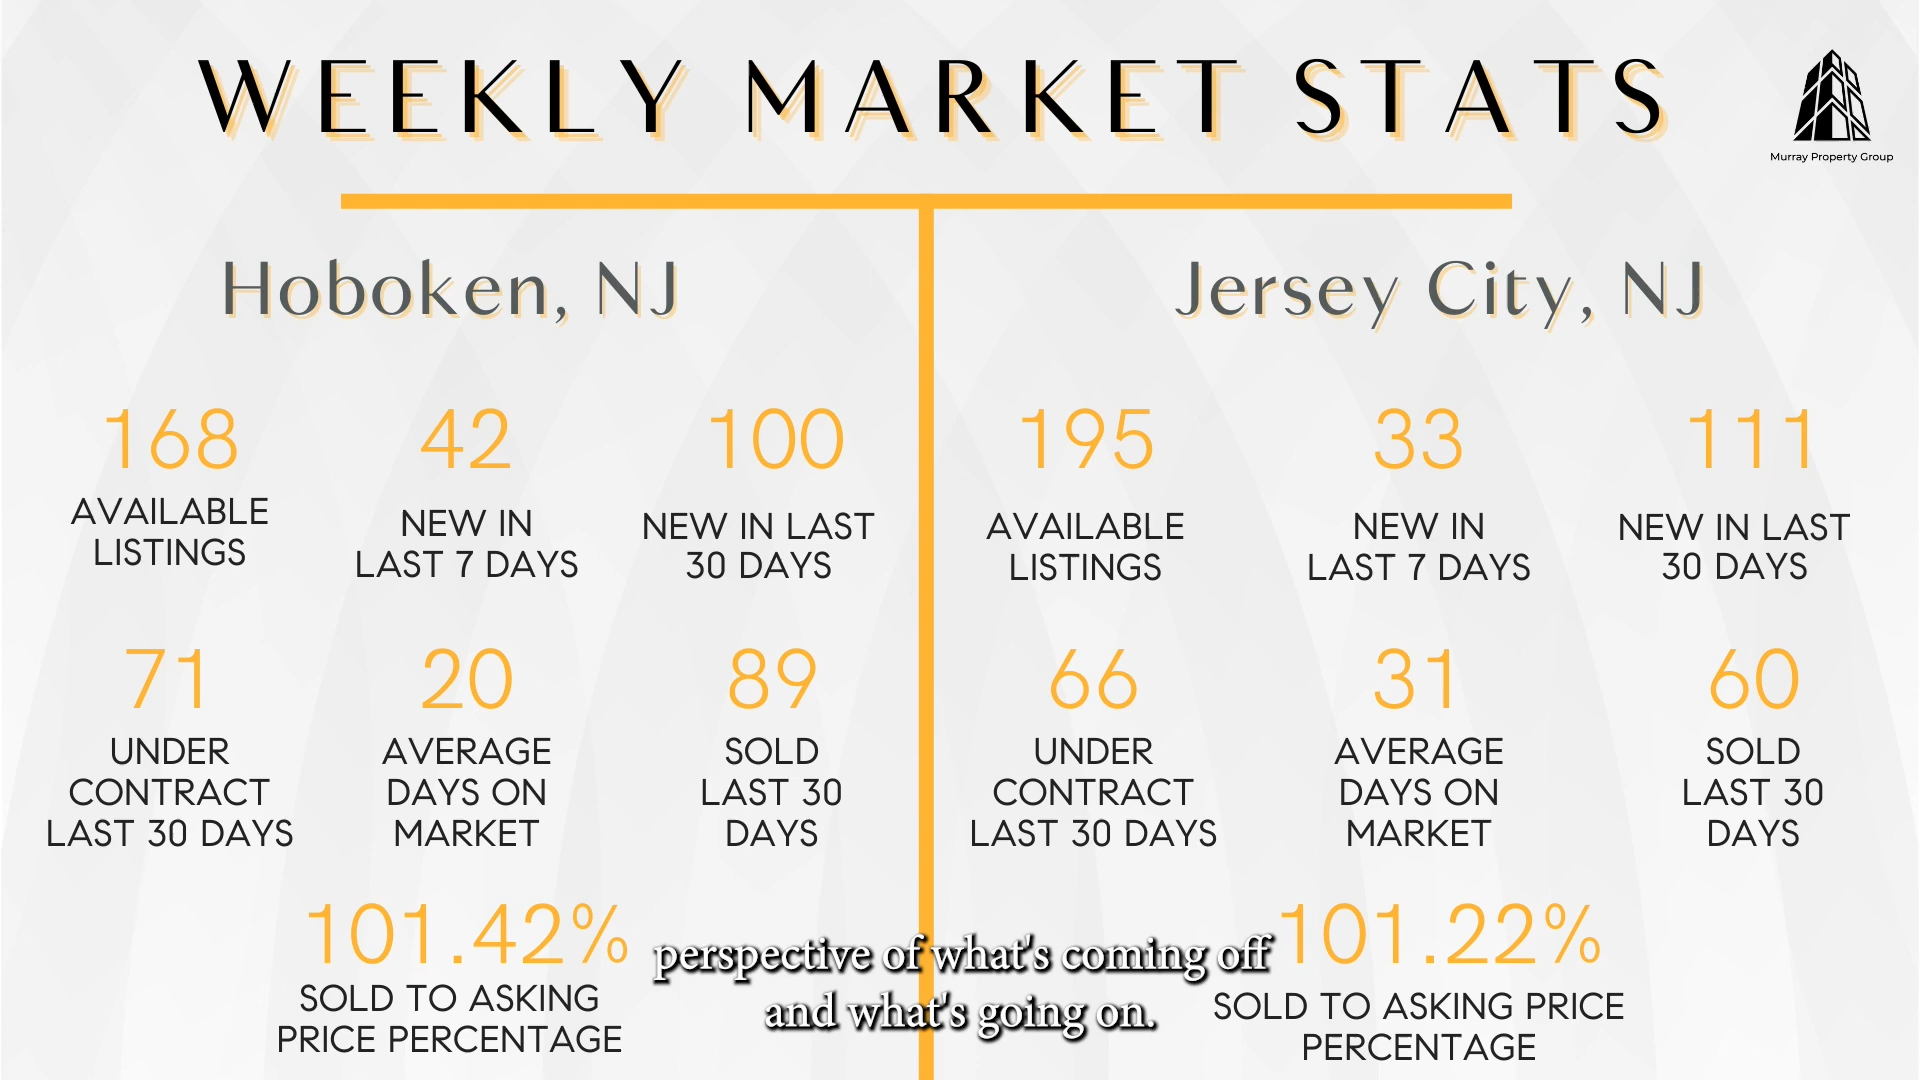 WEEKLY MARKET STATS
Murray Property Group
Hoboken, NJ
168
AVAILABLE
LISTINGS
42
NEW IN
LAST 7 DAYS
100
NEW IN LAST
30 DAYS
71
UNDER
CONTRACT
LAST 30 DAYS
20
AVERAGE
DAYS ON
MARKET
89
SOLD
LAST 30
DAYS
101.42%
SOLD TO ASKING
PRICE PERCENTAGE
Jersey City, NJ
195
AVAILABLE
LISTINGS
33
NEW IN
LAST 7 DAYS
111
NEW IN LAST
30 DAYS
66
UNDER
CONTRACT
LAST 30 DAYS
31
AVERAGE
DAYS ON
MARKET
60
SOLD
LAST 30
DAYS
101.22%
SOLD TO ASKING PRICE
PERCENTAGE
perspective of what's coming off
and what's going on.